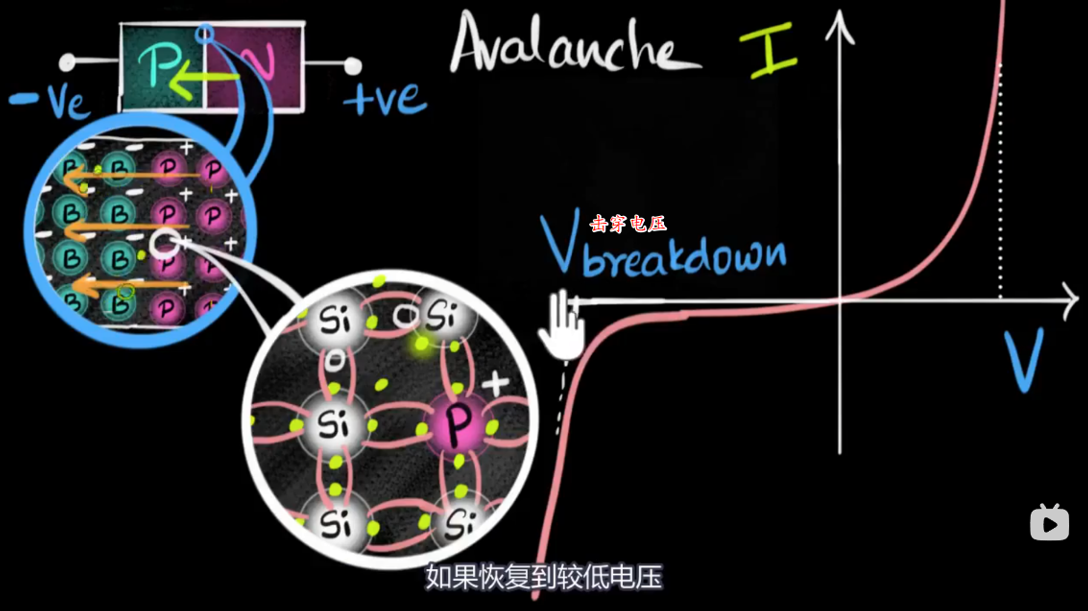 Avalanche
I
P N
-ve
+ve
B B P P
B B P P
B B P P
B B P P
击穿电压
Vbreakdown
V
Si Si
Si P
Si Si
如果恢复到较低电压